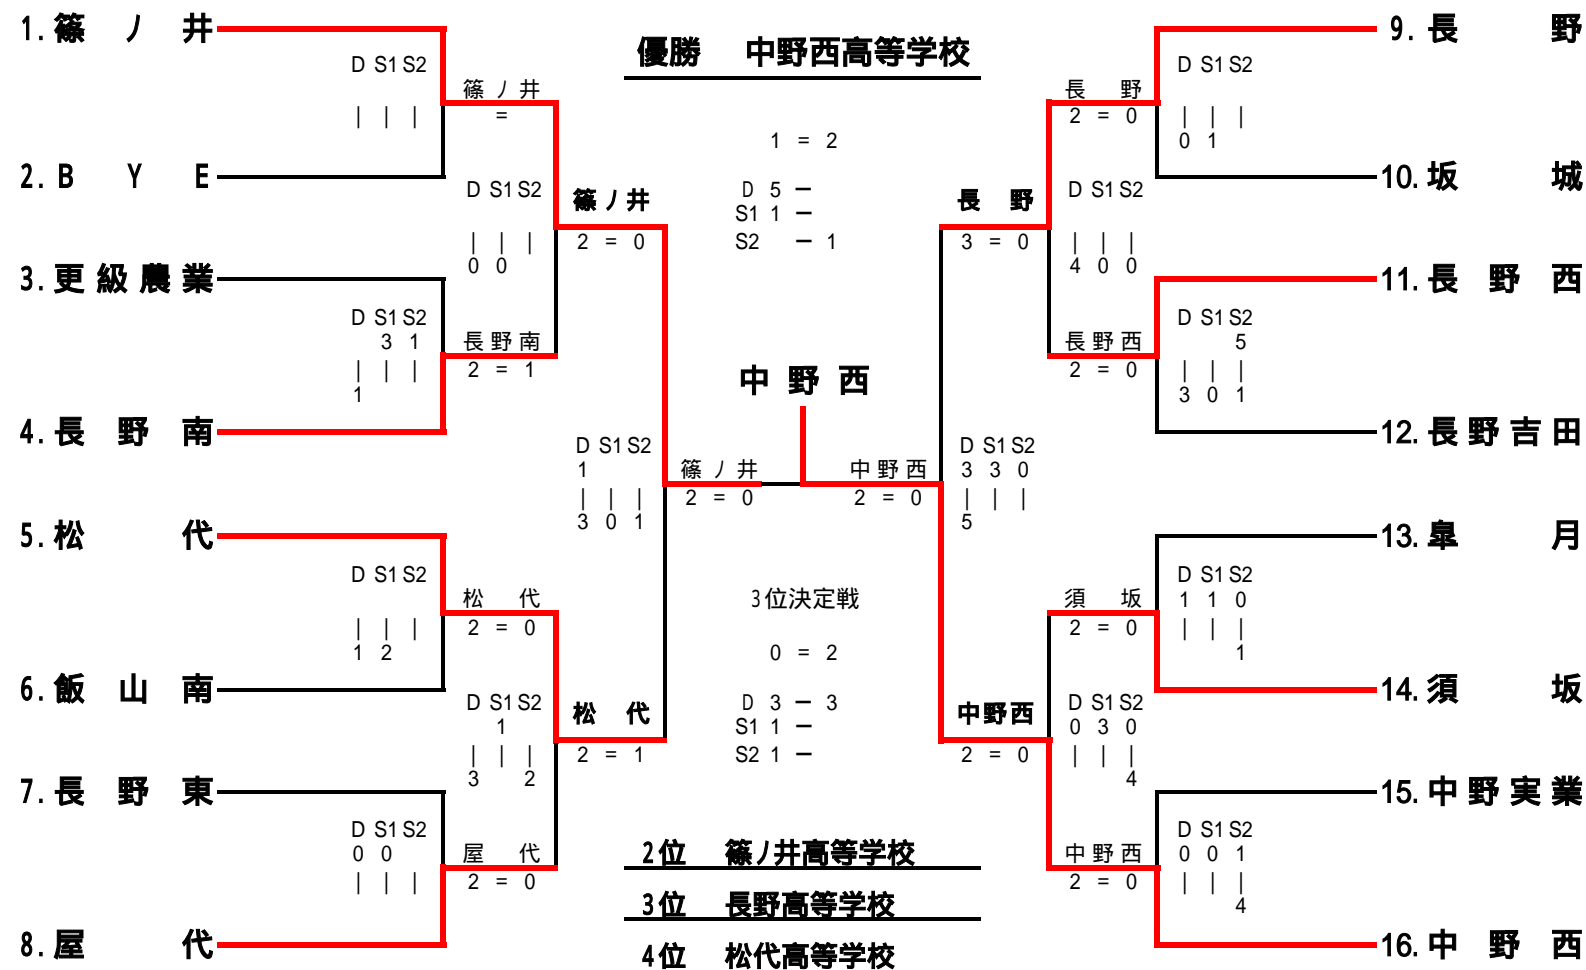 1. 篠ノ井
9. 長野
優勝 中野西高等学校
D S1 S2
D S1 S2
篠ノ井
長野
=
2 = 0
| | |
| | |
0 1
1 = 2
2. BYE
10. 坂城
D S1 S2
D S1 S2
篠ノ井
長野
D 5 −
S1 1 −
S2 − 1
| | |
0 0
2 = 0
3 = 0
| | |
4 0 0
3. 更級農業
11. 長野西
D S1 S2
3 1
| | |
1
長野南
2 = 1
長野西
2 = 0
D S1 S2
5
| | |
3 0 1
中野西
4. 長野南
12. 長野吉田
D S1 S2
1
| | |
3 0 1
篠ノ井
2 = 0
中野西
2 = 0
D S1 S2
3 3 0
| | |
5
5. 松代
13. 皐月
D S1 S2
| | |
1 2
松代
2 = 0
3位決定戦
須坂
2 = 0
D S1 S2
1 1 0
| | |
1
0 = 2
6. 飯山南
14. 須坂
D S1 S2
1
| | |
3 2
松代
2 = 1
D 3 − 3
S1 1 −
S2 1 −
中野西
2 = 0
D S1 S2
0 3 0
| | |
4
7. 長野東
15. 中野実業
D S1 S2
0 0
| | |
屋代
2 = 0
中野西
2 = 0
D S1 S2
0 0 1
| | |
4
2位 篠ノ井高等学校
3位 長野高等学校
8. 屋代
4位 松代高等学校
16. 中野西